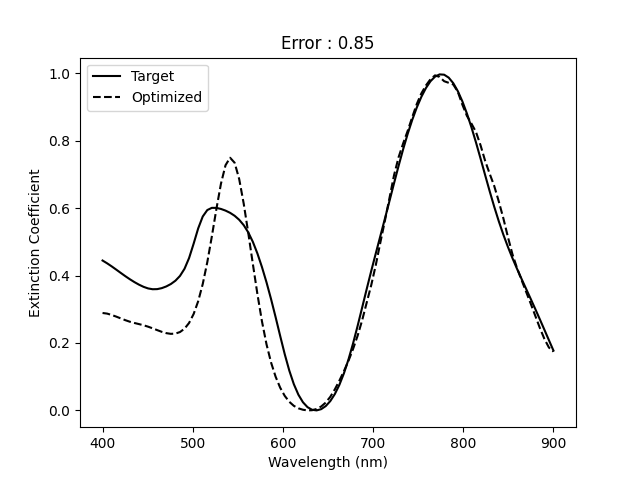 Error : 0.85
Target
Optimized
1.0
0.8
0.6
0.4
0.2
0.0
Extinction Coefficient
400 500 600 700 800 900
Wavelength (nm)